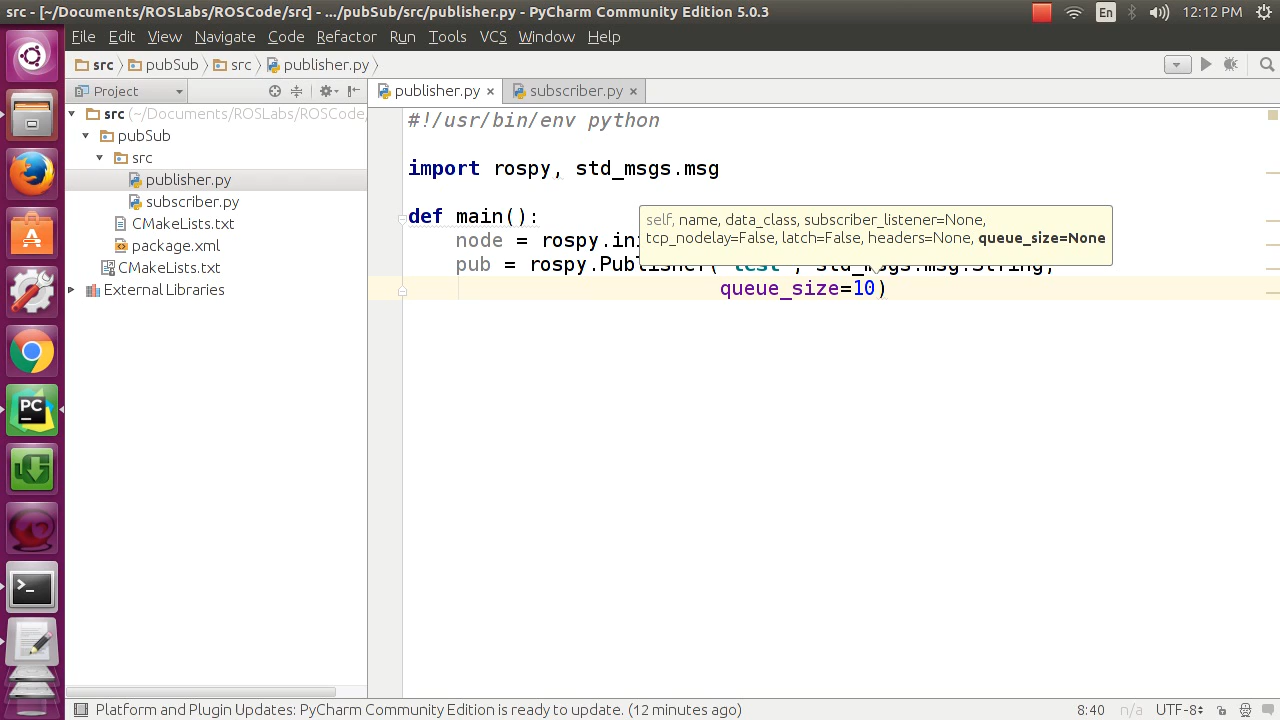 src - [~/Documents/ROSLabs/ROSCode/src] - .../pubSub/src/publisher.py - PyCharm Community Edition 5.0.3
En 12:12 PM
File Edit View Navigate Code Refactor Run Tools VCS Window Help
src pubSub src publisher.py
Project
publisher.py subscriber.py
src (~/Documents/ROSLabs/ROSCode/
pubSub
src
publisher.py
subscriber.py
CMakeLists.txt
package.xml
CMakeLists.txt
External Libraries
#!/usr/bin/env python
import rospy, std_msgs.msg
def main():
self, name, data_class, subscriber_listener=None,
tcp_nodelay=False, latch=False, headers=None, queue_size=None
node = rospy.ini
pub = rospy.Publisher("test", std_msgs.msg.String,
queue_size=10)
PC
>_
Platform and Plugin Updates: PyCharm Community Edition is ready to update. (12 minutes ago)
8:40 n/a UTF-8